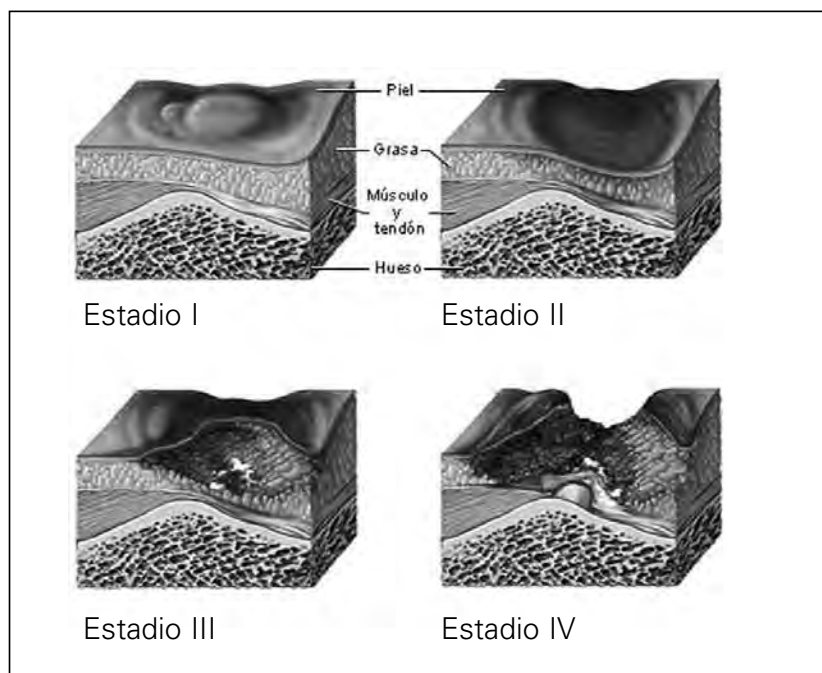 Piel
Grasa
Músculo
y
tendón
Hueso
Estadio I
Estadio II
Estadio III
Estadio IV